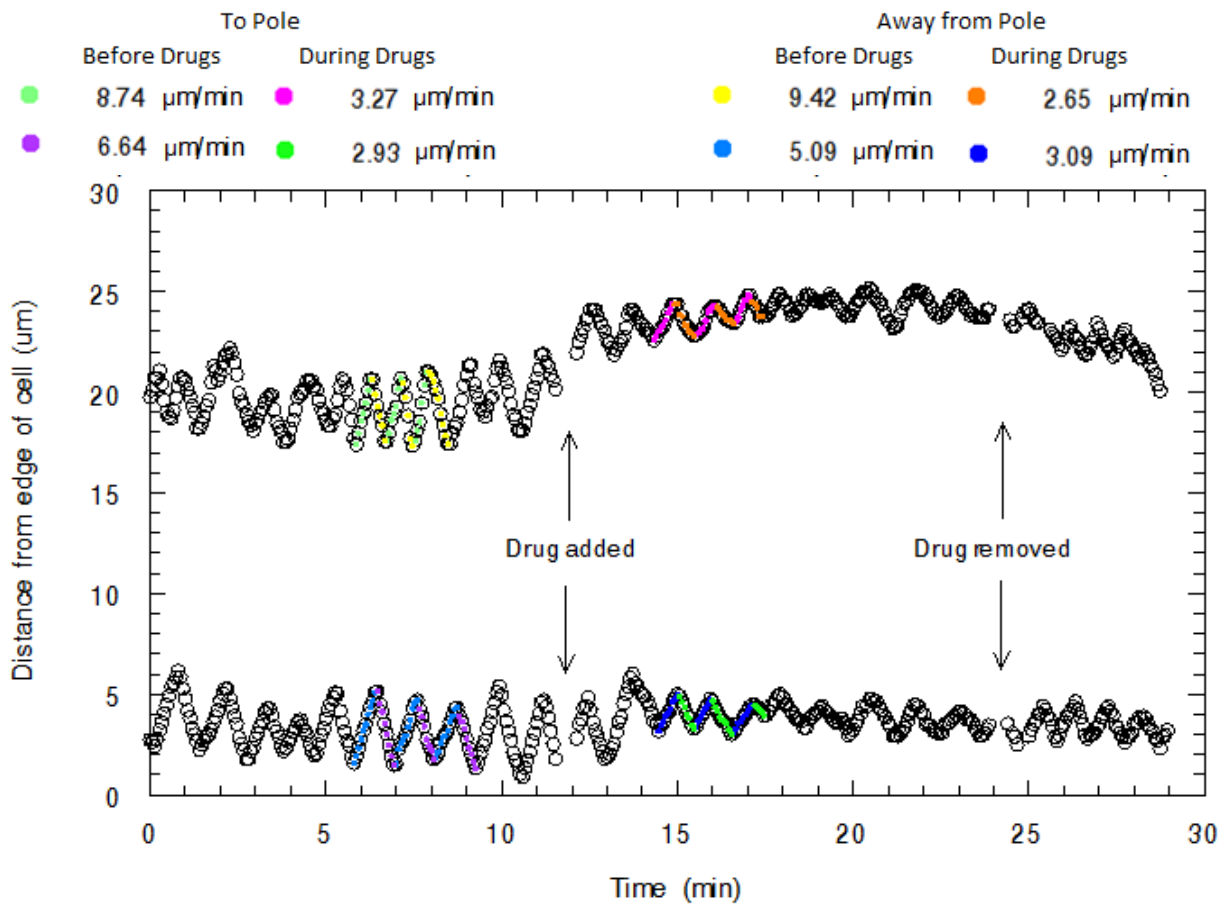 To Pole Away from Pole
Before Drugs During Drugs Before Drugs During Drugs
8.74 µm/min 3.27 µm/min 9.42 µm/min 2.65 µm/min
6.64 µm/min 2.93 µm/min 5.09 µm/min 3.09 µm/min
30
25
20
15
10
5
0
Distance from edge of cell (um)
Drug added
Drug removed
0 5 10 15 20 25 30
Time (min)